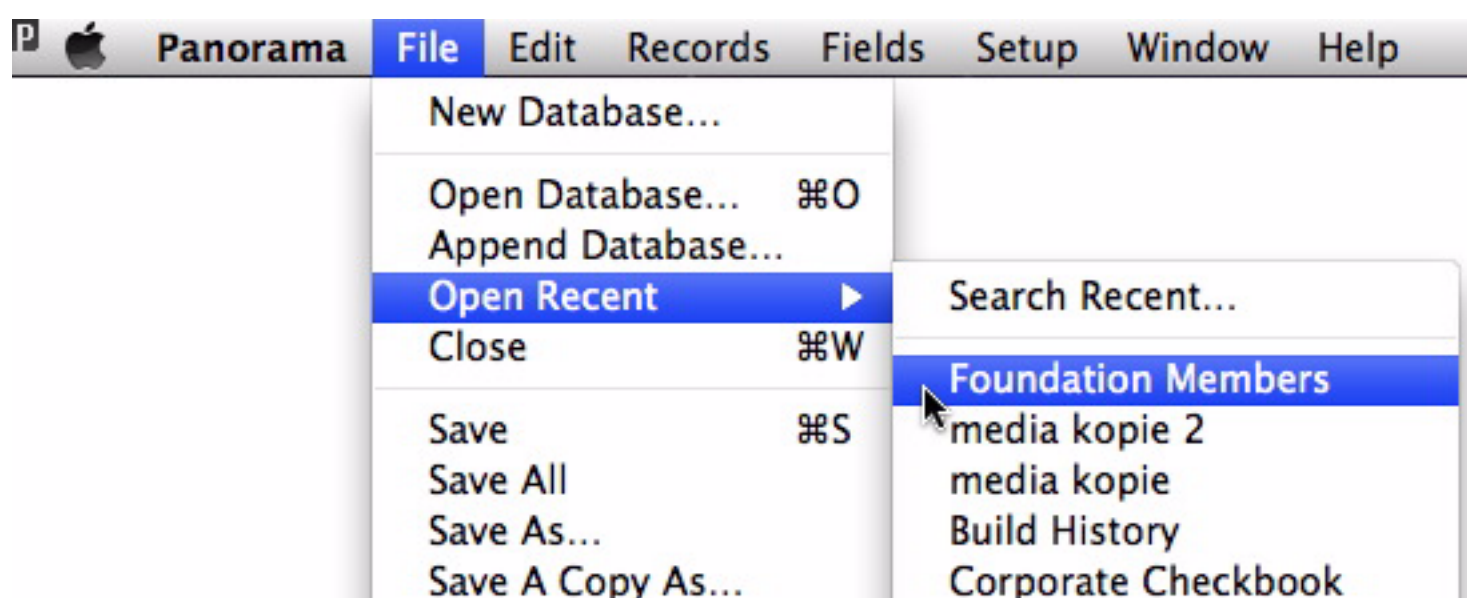 P Panorama File Edit Records Fields Setup Window Help
New Database...
Open Database... ⌘O
Append Database...
Open Recent ▶
Close ⌘W
Save ⌘S
Save All
Save As...
Save A Copy As...
Search Recent...
Foundation Members
media kopie 2
media kopie
Build History
Corporate Checkbook